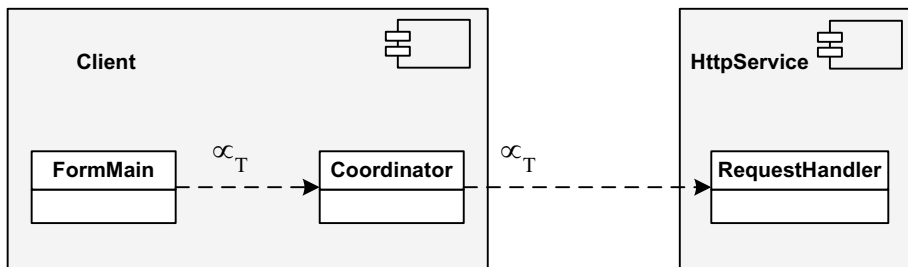 Client
HttpService
∝T
∝T
FormMain
Coordinator
RequestHandler